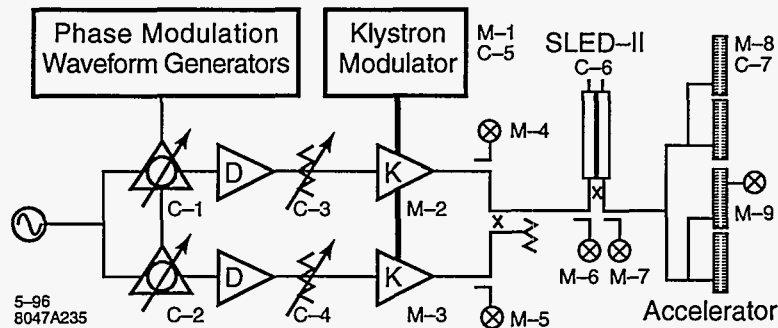 Phase Modulation
Waveform Generators
Klystron
Modulator
M–1
C–5
SLED–II
C–6
M–8
C–7
M–4
D
K
C–1
C–3
M–2
x
x
M–9
D
K
M–6
M–7
5–96
8047A235
C–2
C–4
M–3
M–5
Accelerator